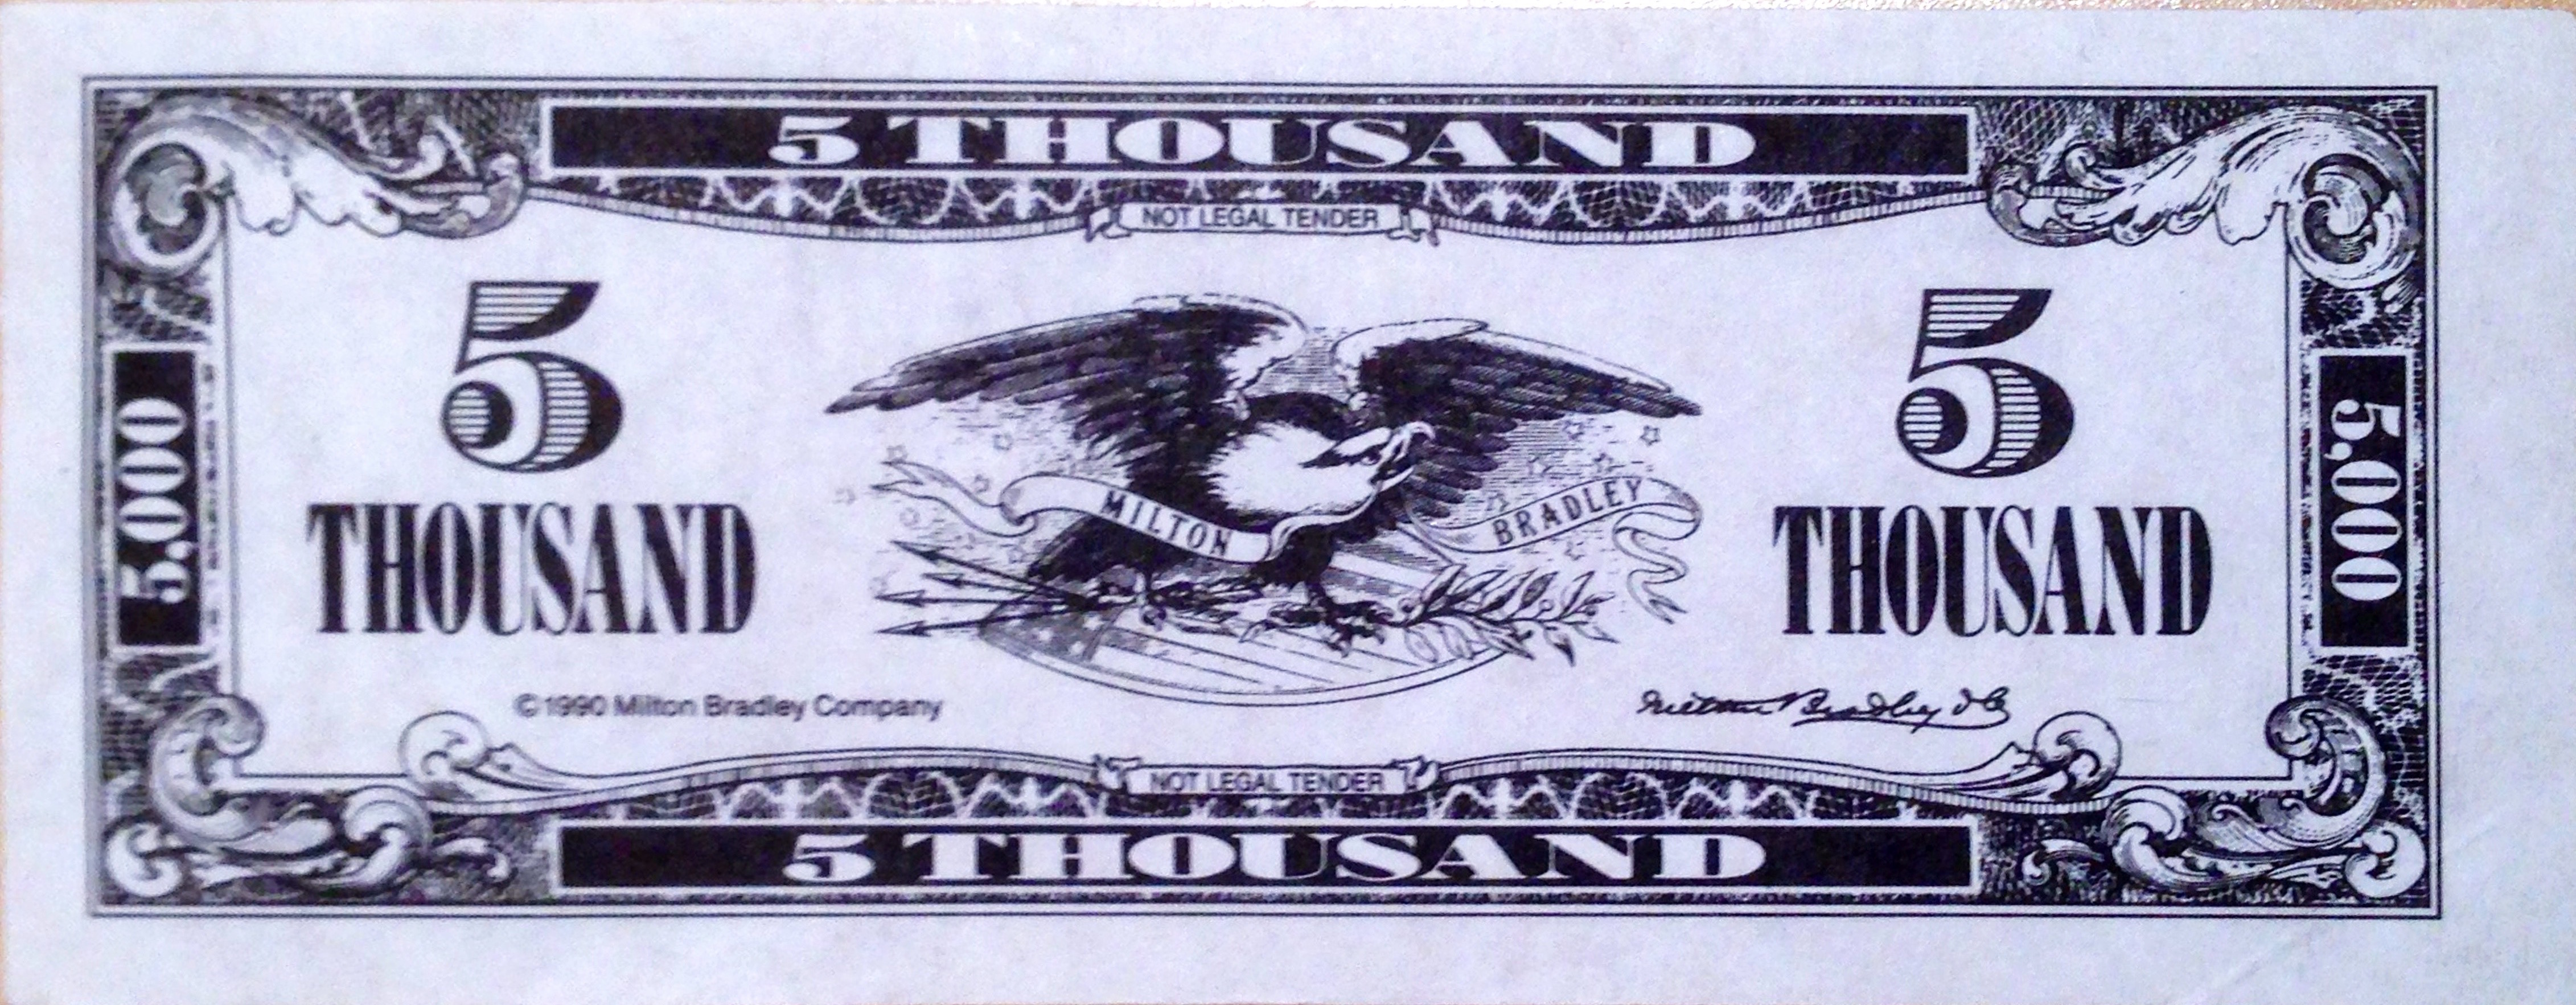 5 THOUSAND
NOT LEGAL TENDER
5 5
5,000
MILTON BRADLEY
5,000
THOUSAND THOUSAND
©1990 Milton Bradley Company
Milton Bradley & Co
NOT LEGAL TENDER
5 THOUSAND